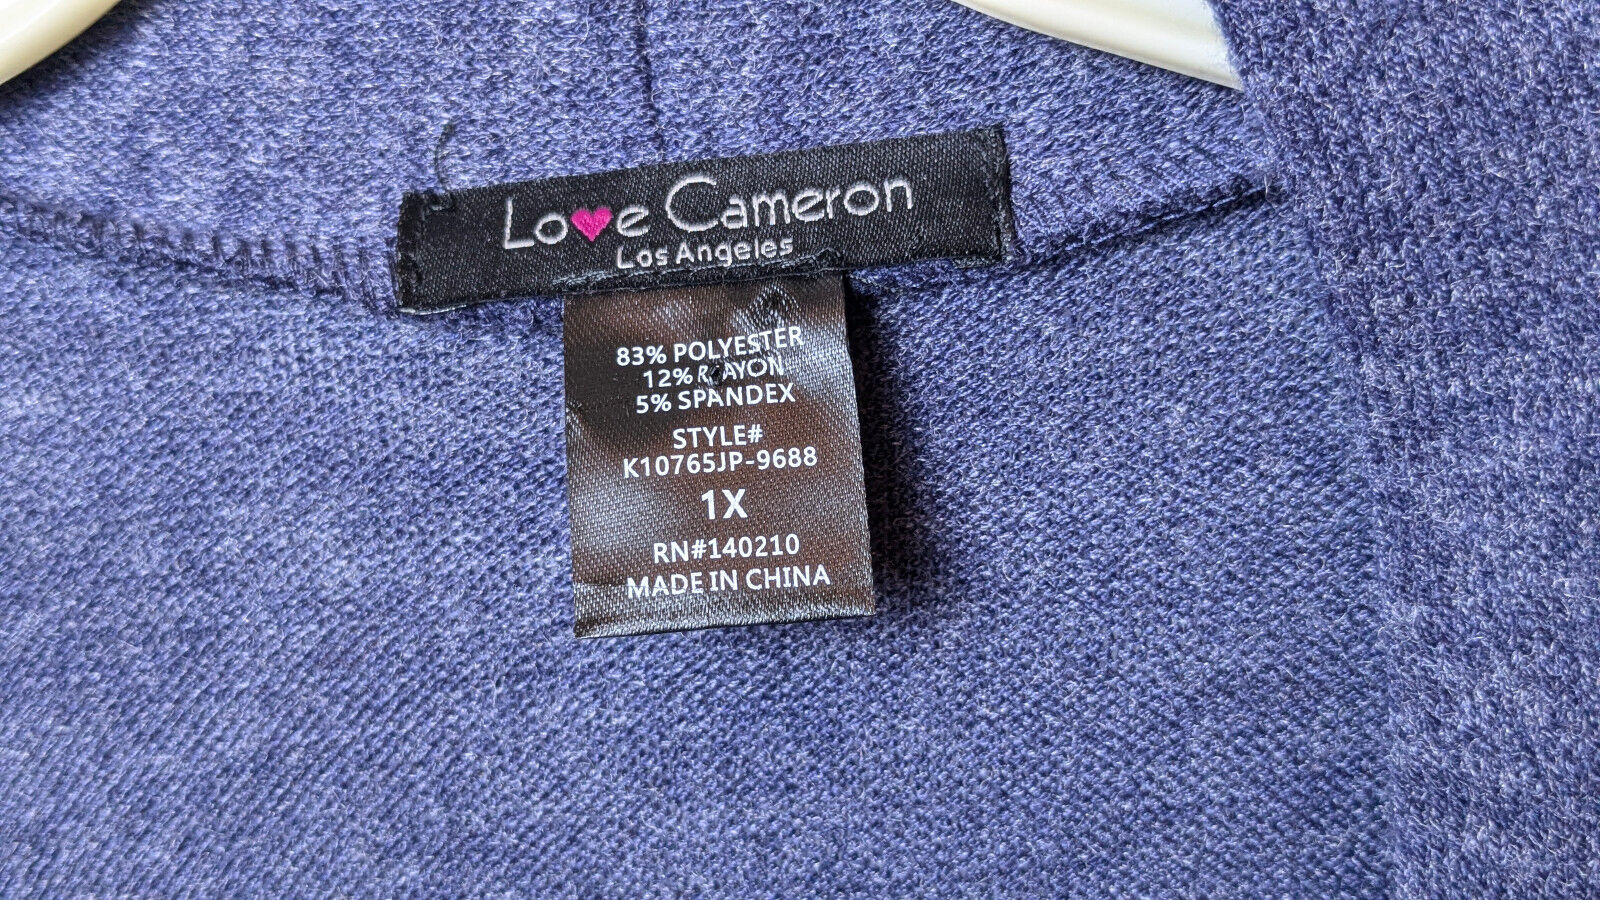 Love Cameron
Los Angeles
83% POLYESTER
12% RAYON
5% SPANDEX
STYLE#
K10765JP-9688
1X
RN#140210
MADE IN CHINA